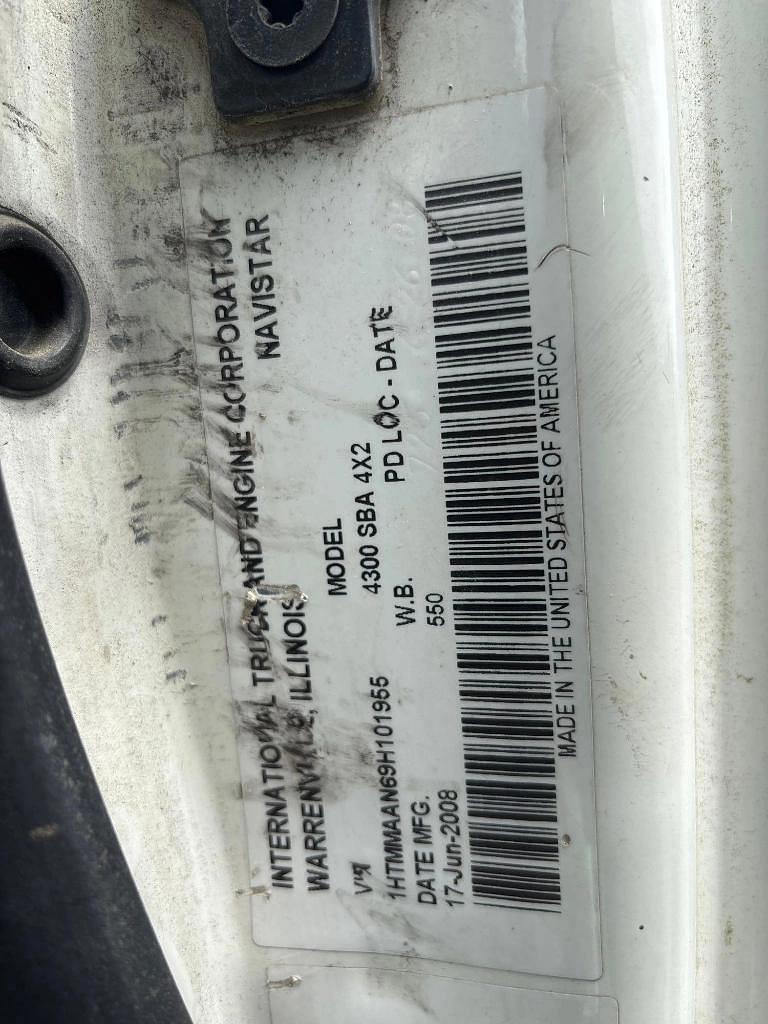 INTERNATIONAL TRUCK AND ENGINE CORPORATION
WARRENVILLE, ILLINOIS NAVISTAR
VIN MODEL
1HTMMAAN69H101955 4300 SBA 4X2
DATE MFG. W.B. PD LOC - DATE
17-Jun-2008 550
MADE IN THE UNITED STATES OF AMERICA